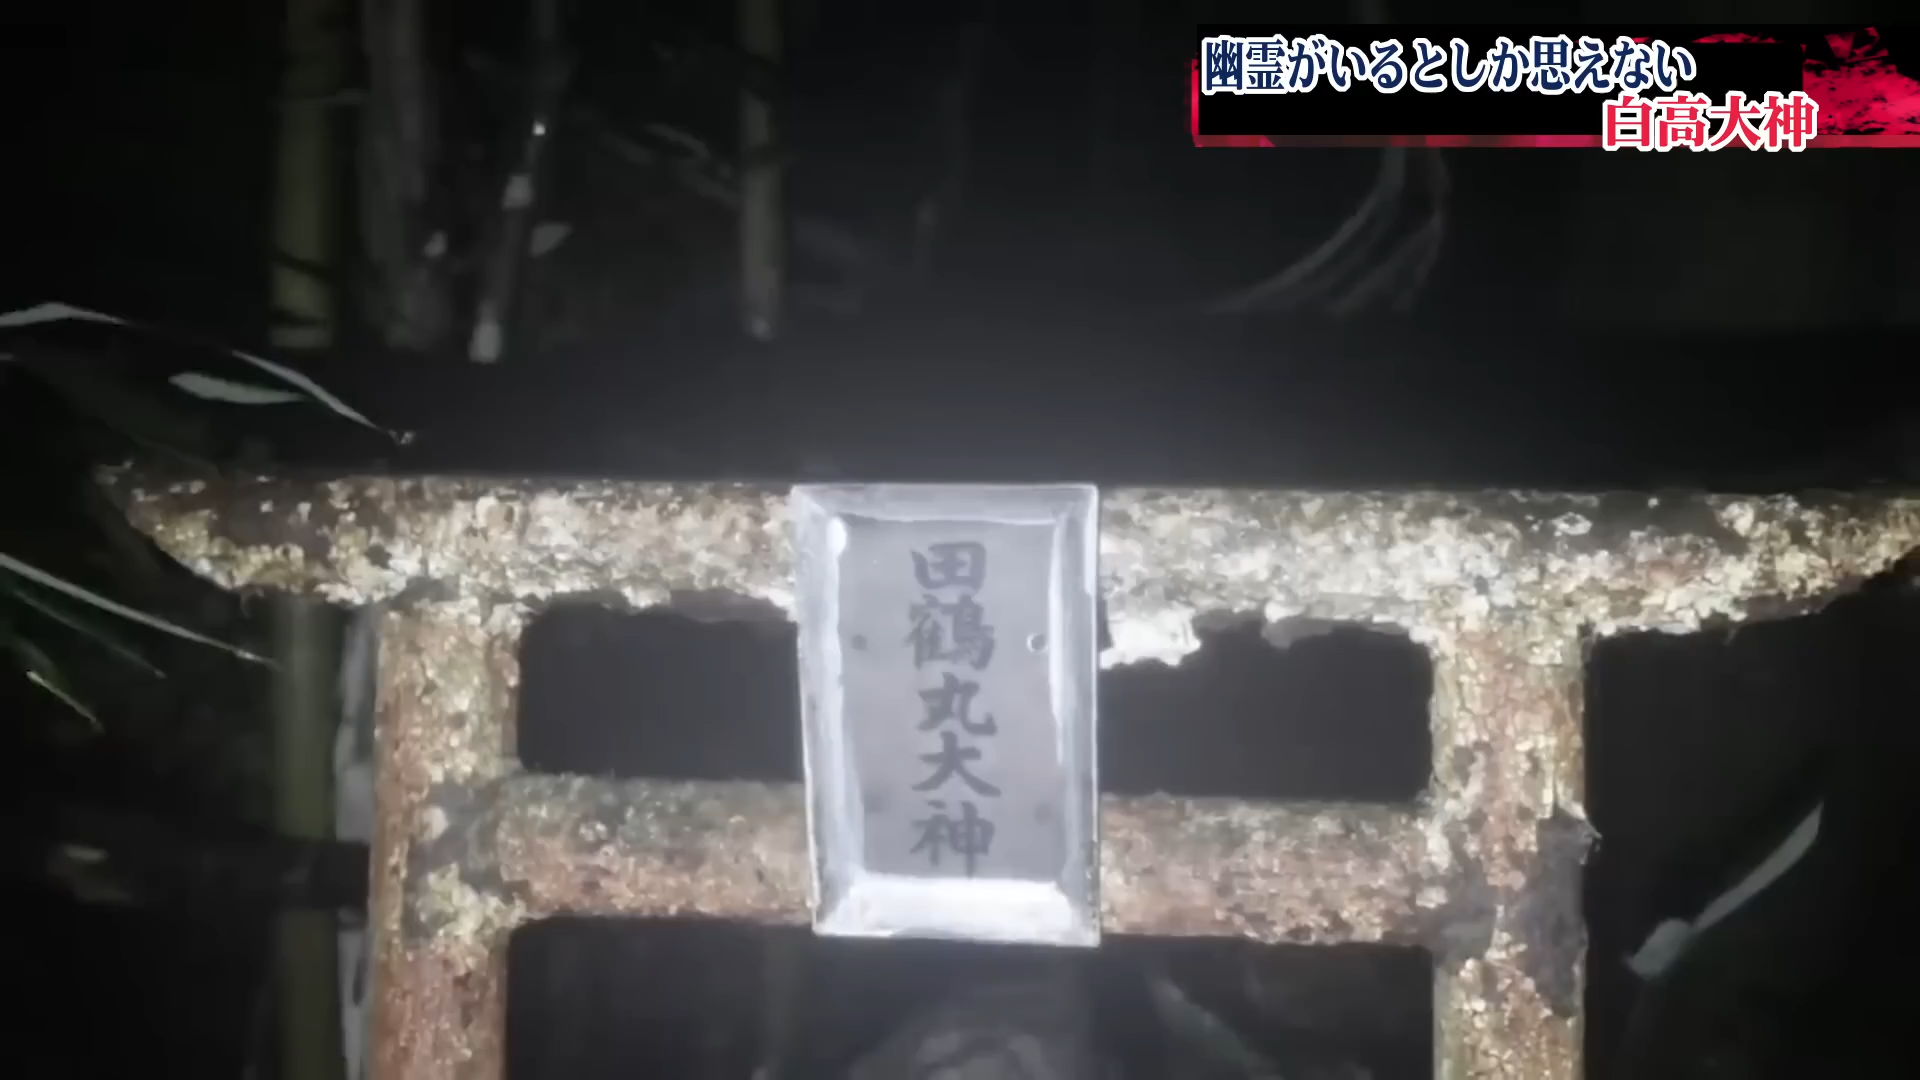 幽霊がいるとしか思えない
白高大神
田鶴丸大神